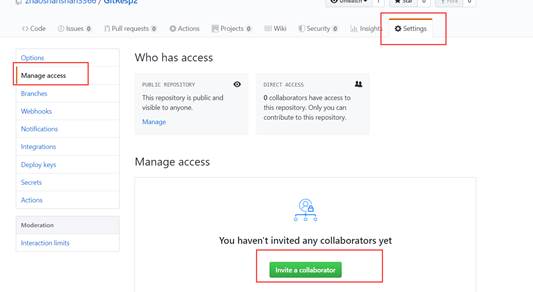 zhaoshanshan3366 / GitResp2
Unwatch 1 Star 0 Fork 0
Code Issues 0 Pull requests 0 Actions Projects 0 Wiki Security 0 Insights Settings
Options
Manage access
Branches
Webhooks
Notifications
Integrations
Deploy keys
Secrets
Actions
Moderation
Interaction limits
Who has access
PUBLIC REPOSITORY
This repository is public and
visible to anyone.
Manage
DIRECT ACCESS
0 collaborators have access to
this repository. Only you can
contribute to this repository.
Manage access
You haven't invited any collaborators yet
Invite a collaborator